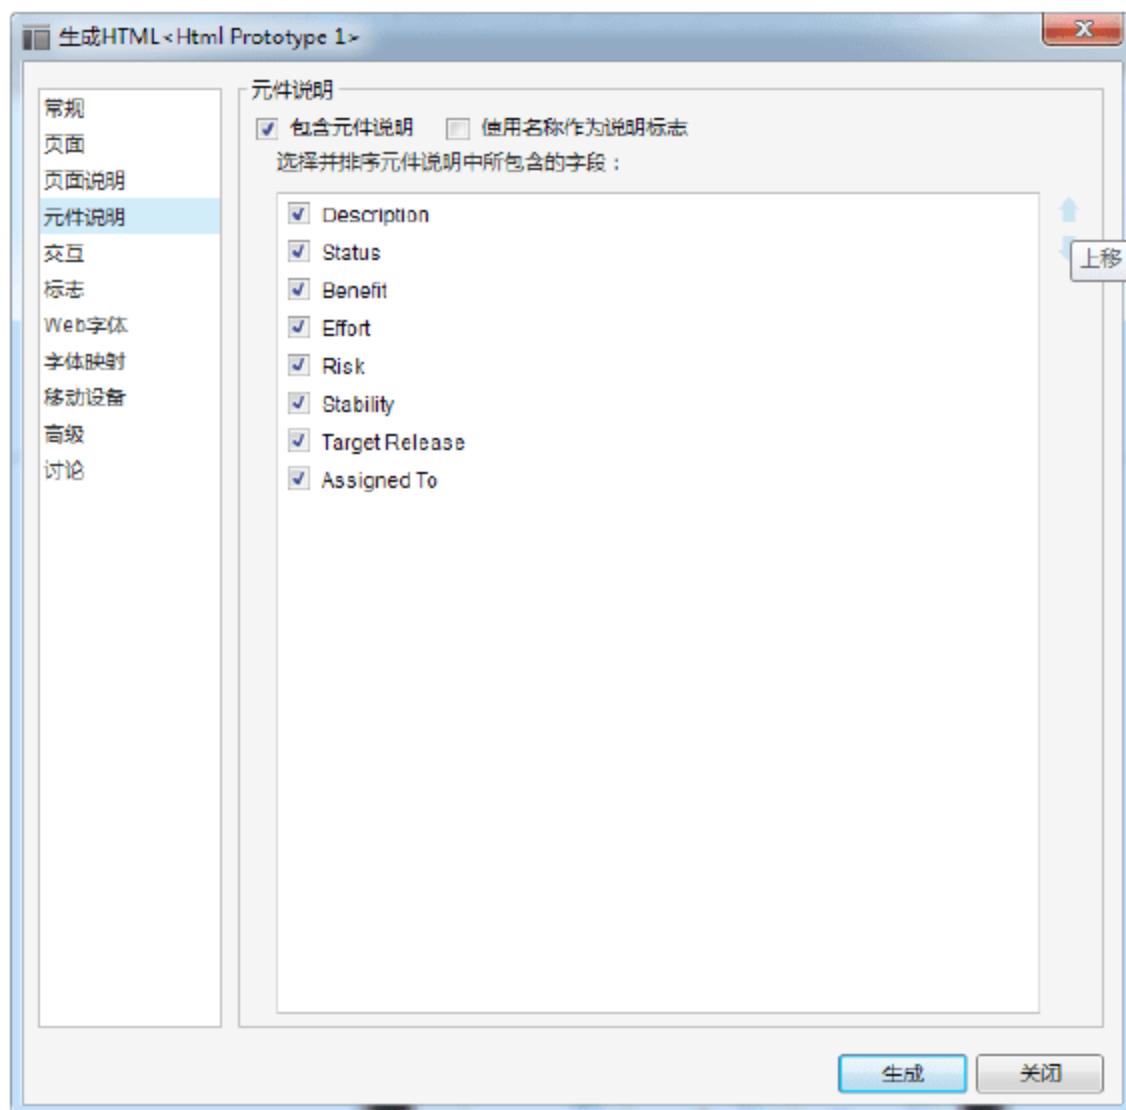 生成HTML<Html Prototype 1>
常规
页面
页面说明
元件说明
交互
标志
Web字体
字体映射
移动设备
高级
讨论
元件说明
包含元件说明 使用名称作为说明标志
选择并排序元件说明中所包含的字段：
Description
Status
Benefit
Effort
Risk
Stability
Target Release
Assigned To
上移
生成 关闭